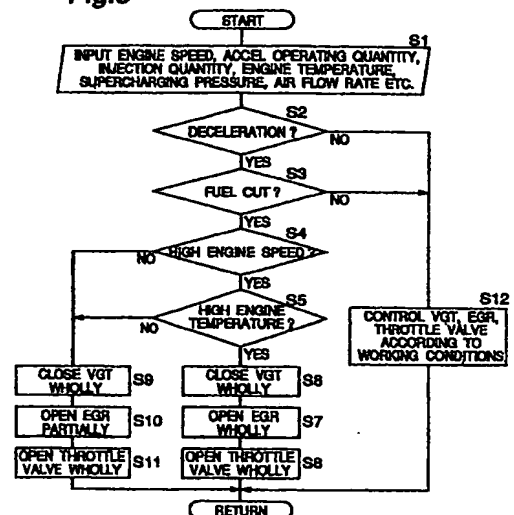 START
S1
INPUT ENGINE SPEED, ACCEL OPERATING QUANTITY,
INJECTION QUANTITY, ENGINE TEMPERATURE,
SUPERCHARGING PRESSURE, AIR FLOW RATE ETC.
S2
DECELERATION ?
NO
YES
S3
FUEL CUT ?
NO
YES
S4
HIGH ENGINE SPEED ?
NO
YES
S5
HIGH ENGINE
TEMPERATURE ?
NO
YES
S12
CONTROL VGT, EGR,
THROTTLE VALVE
ACCORDING TO
WORKING CONDITIONS
CLOSE VGT
WHOLLY
S9
CLOSE VGT
WHOLLY
S6
OPEN EGR
PARTIALLY
S10
OPEN EGR
WHOLLY
S7
OPEN THROTTLE
VALVE WHOLLY
S11
OPEN THROTTLE
VALVE WHOLLY
S8
RETURN